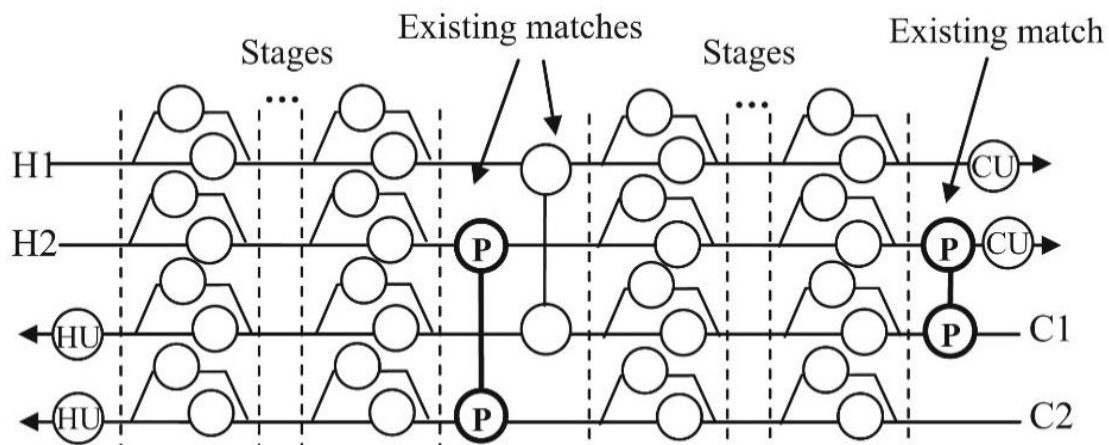 Existing matches
Existing match
Stages
Stages
... ...
H1 CU
H2 P P CU
HU P C1
HU P C2